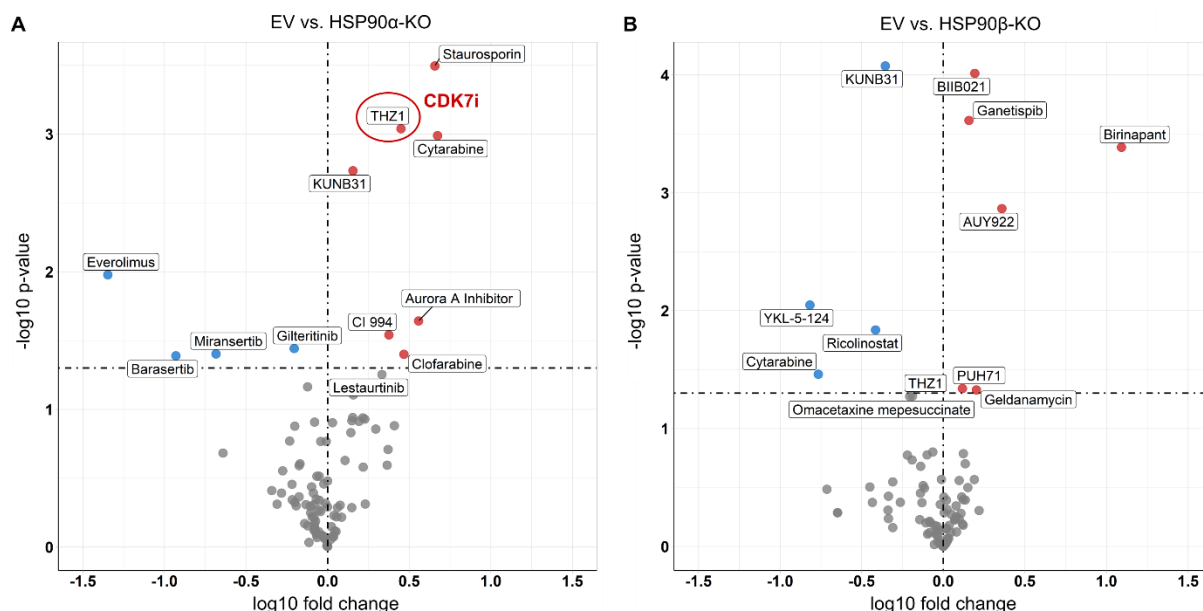 A
EV vs. HSP90α-KO
Staurosporin
CDK7i
THZ1
Cytarabine
KUNB31
Everolimus
Aurora A Inhibitor
CI 994
Gilteritinib
Miransertib
Barasertib
Clofarabine
Lestaurtinib
3
2
1
0
-log10 p-value
-1.5 -1.0 -0.5 0.0 0.5 1.0 1.5
log10 fold change
B
EV vs. HSP90β-KO
KUNB31
BIIB021
Ganetispib
Birinapant
AUY922
YKL-5-124
Ricolinostat
Cytarabine
THZ1
PUH71
Geldanamycin
Omacetaxine mepesuccinate
4
3
2
1
0
-log10 p-value
-1.5 -1.0 -0.5 0.0 0.5 1.0 1.5
log10 fold change